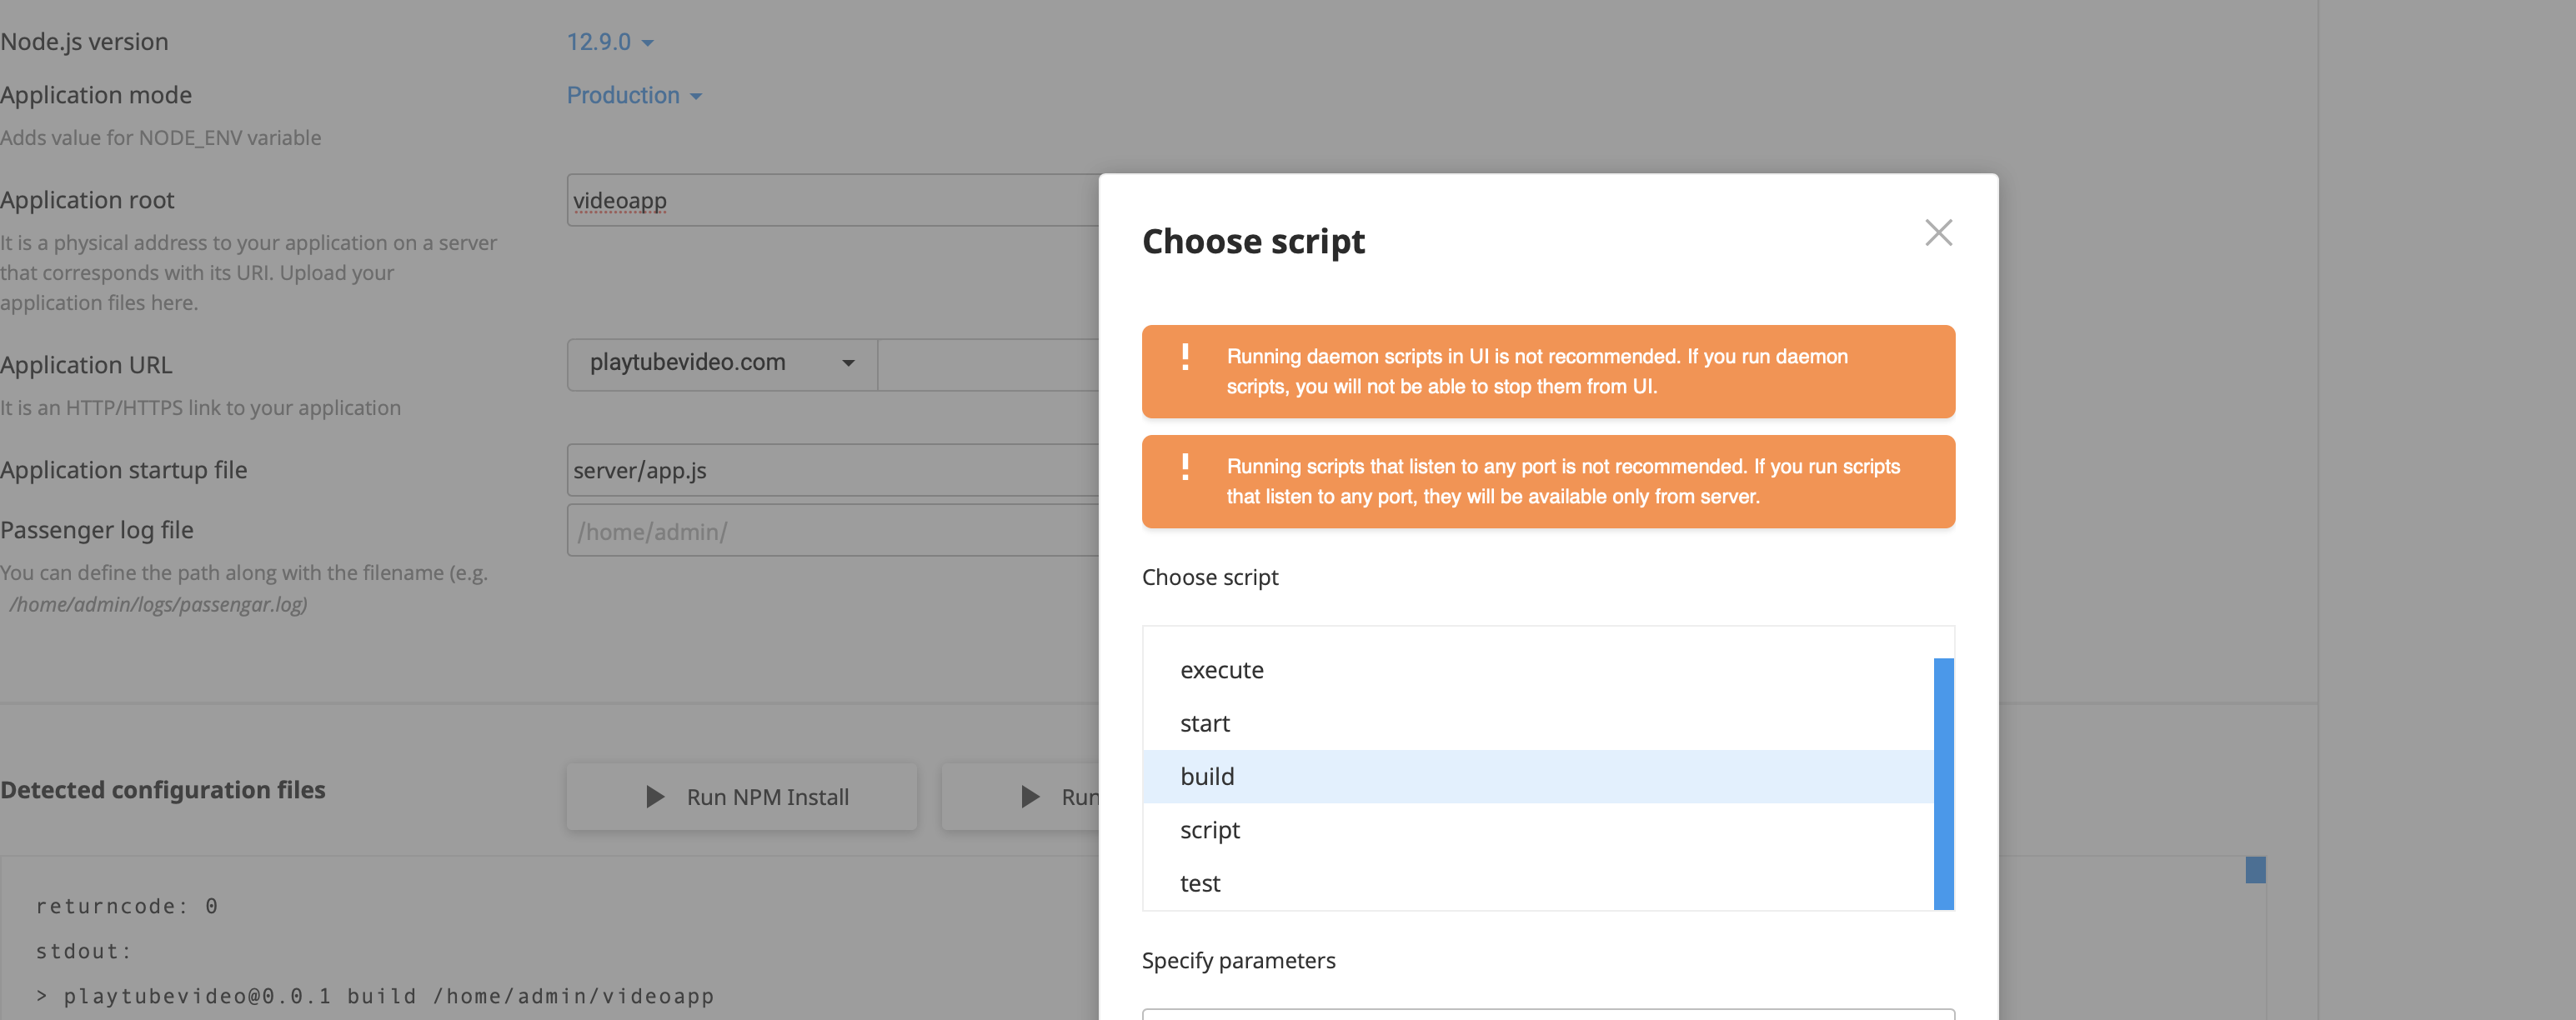 Node.js version
12.9.0
Application mode
Production
Adds value for NODE_ENV variable
Application root
videoapp
It is a physical address to your application on a server
that corresponds with its URI. Upload your
application files here.
Application URL
playtubevideo.com
It is an HTTP/HTTPS link to your application
Application startup file
server/app.js
Passenger log file
/home/admin/
You can define the path along with the filename (e.g.
/home/admin/logs/passengar.log)
Detected configuration files
Run NPM Install
Run
returncode: 0
stdout:
> playtubevideo@0.0.1 build /home/admin/videoapp
Choose script
! Running daemon scripts in UI is not recommended. If you run daemon
scripts, you will not be able to stop them from UI.
! Running scripts that listen to any port is not recommended. If you run scripts
that listen to any port, they will be available only from server.
Choose script
execute
start
build
script
test
Specify parameters